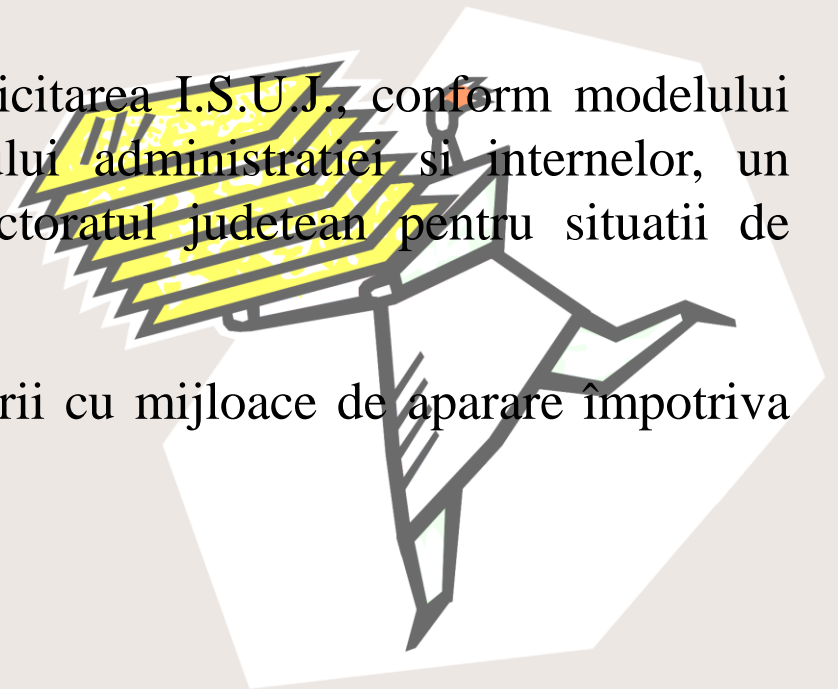 icitarea I.S.U.J., conform modelului
ului administratiei si internelor, un
ctoratul judetean pentru situatii de
rii cu mijloace de aparare împotriva